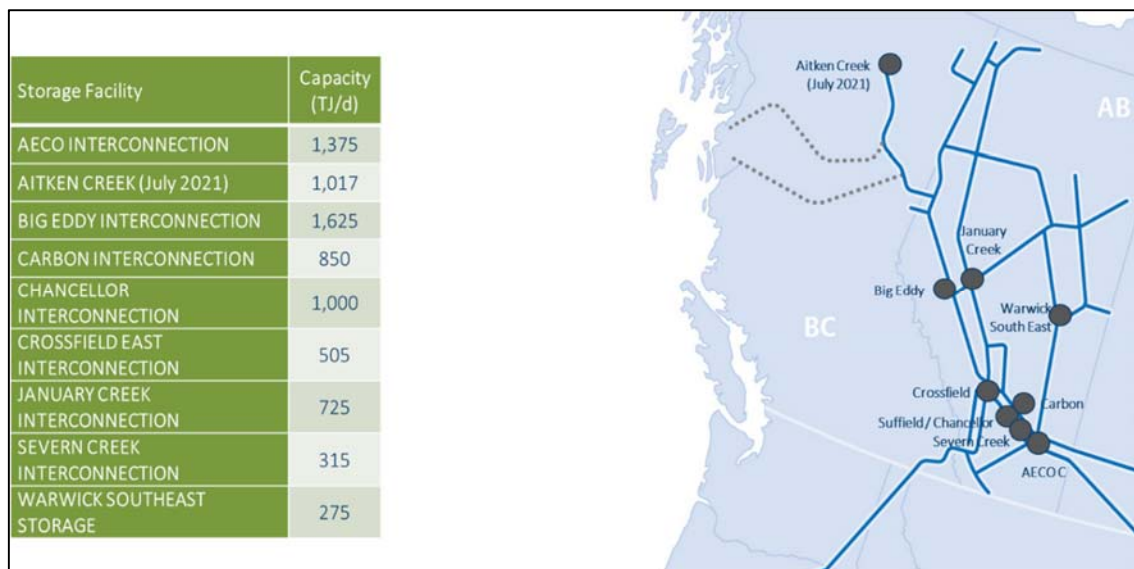 Storage Facility
Capacity
(TJ/d)
AECO INTERCONNECTION
1,375
AITKEN CREEK (July 2021)
1,017
BIG EDDY INTERCONNECTION
1,625
CARBON INTERCONNECTION
850
CHANCELLOR
INTERCONNECTION
1,000
CROSSFIELD EAST
INTERCONNECTION
505
JANUARY CREEK
INTERCONNECTION
725
SEVERN CREEK
INTERCONNECTION
315
WARWICK SOUTHEAST
STORAGE
275
Aitken Creek
(July 2021)
AB
January
Creek
Big Eddy
Warwick
South East
BC
Crossfield
Carbon
Suffield / Chancellor
Severn Creek
AECO C